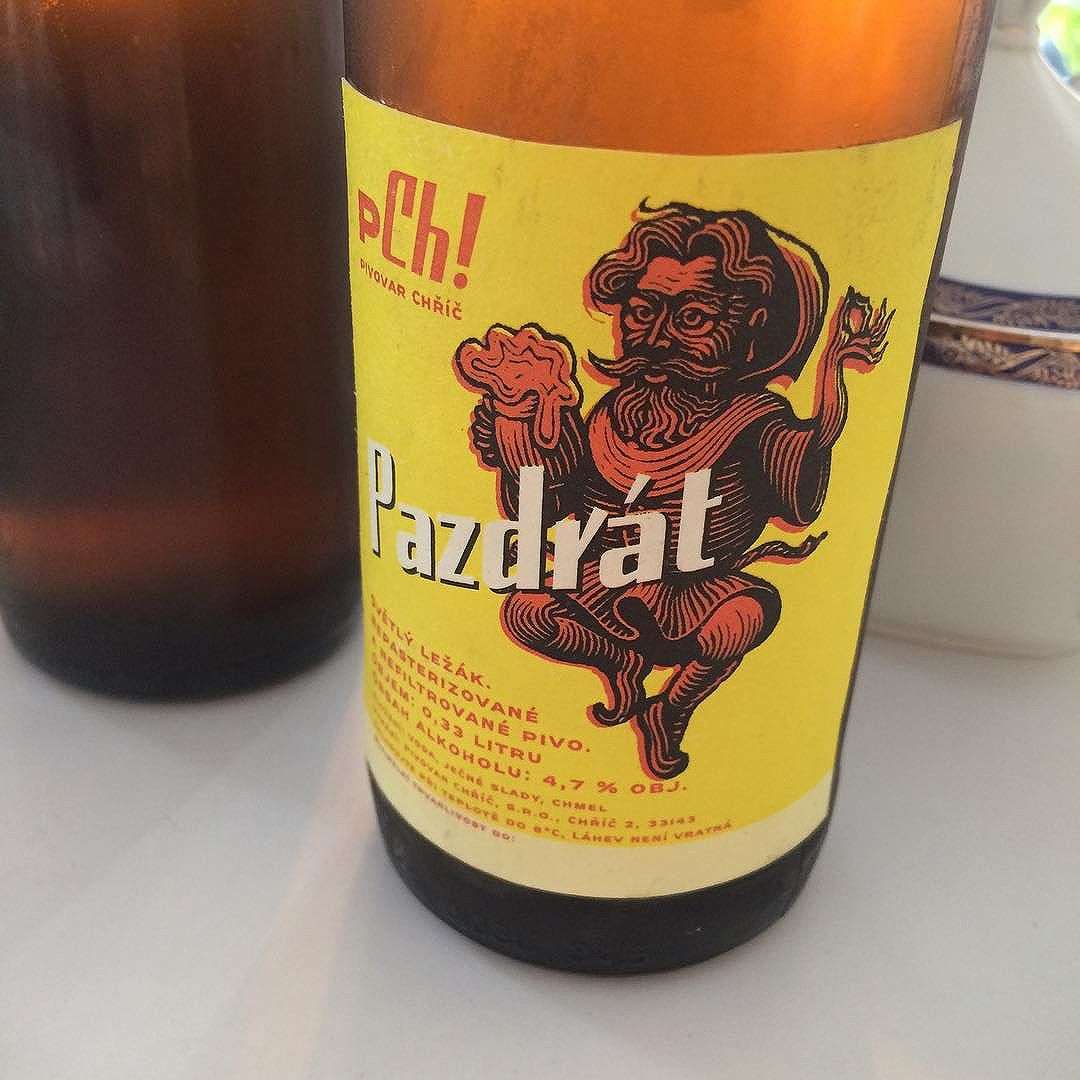 pCh!
PIVOVAR CHŘÍČ
Pazdrát
SVĚTLÝ LEŽÁK.
NEPASTERIZOVANÉ
NEFILTROVANÉ PIVO.
OBJEM: 0,33 LITRU
OBSAH ALKOHOLU: 4,7 % OBJ.
VODA, JEČNÉ SLADY, CHMEL
PIVOVAR CHŘÍČ, S.R.O., CHŘÍČ 2, 33143
PŘI TEPLOTĚ DO 8°C. LÁHEV NENÍ VRATNÁ
TRVANLIVOST DO: